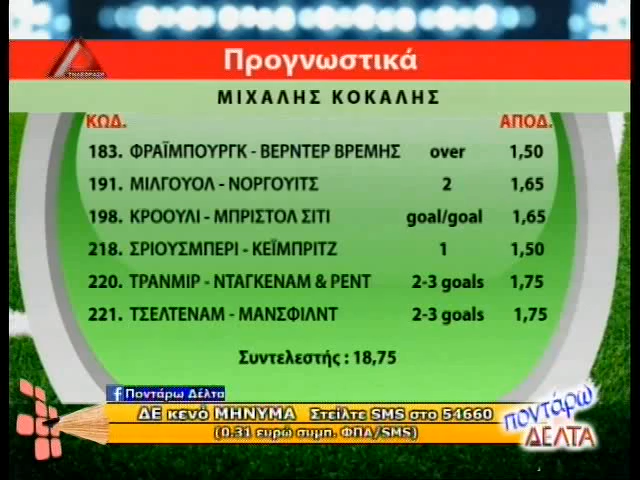 ΤΗΛΕΟΡΑΣΗ
Προγνωστικά
ΜΙΧΑΛΗΣ ΚΟΚΑΛΗΣ
ΚΩΔ. ΑΠΟΔ.
183. ΦΡΑΪΜΠΟΥΡΓΚ - ΒΕΡΝΤΕΡ ΒΡΕΜΗΣ over 1,50
191. ΜΙΛΓΟΥΟΛ - ΝΟΡΓΟΥΙΤΣ 2 1,65
198. ΚΡΟΟΥΛΙ - ΜΠΡΙΣΤΟΛ ΣΙΤΙ goal/goal 1,65
218. ΣΡΙΟΥΣΜΠΕΡΙ - ΚΕΪΜΠΡΙΤΖ 1 1,50
220. ΤΡΑΝΜΙΡ - ΝΤΑΓΚΕΝΑΜ & ΡΕΝΤ 2-3 goals 1,75
221. ΤΣΕΛΤΕΝΑΜ - ΜΑΝΣΦΙΛΝΤ 2-3 goals 1,75
Συντελεστής : 18,75
f Ποντάρω Δέλτα
ΔΕ κενό ΜΗΝΥΜΑ Στείλτε SMS στο 54660
(0.31 ευρώ συμπ. ΦΠΑ/SMS)
ποντάρω
ΔΕΛΤΑ